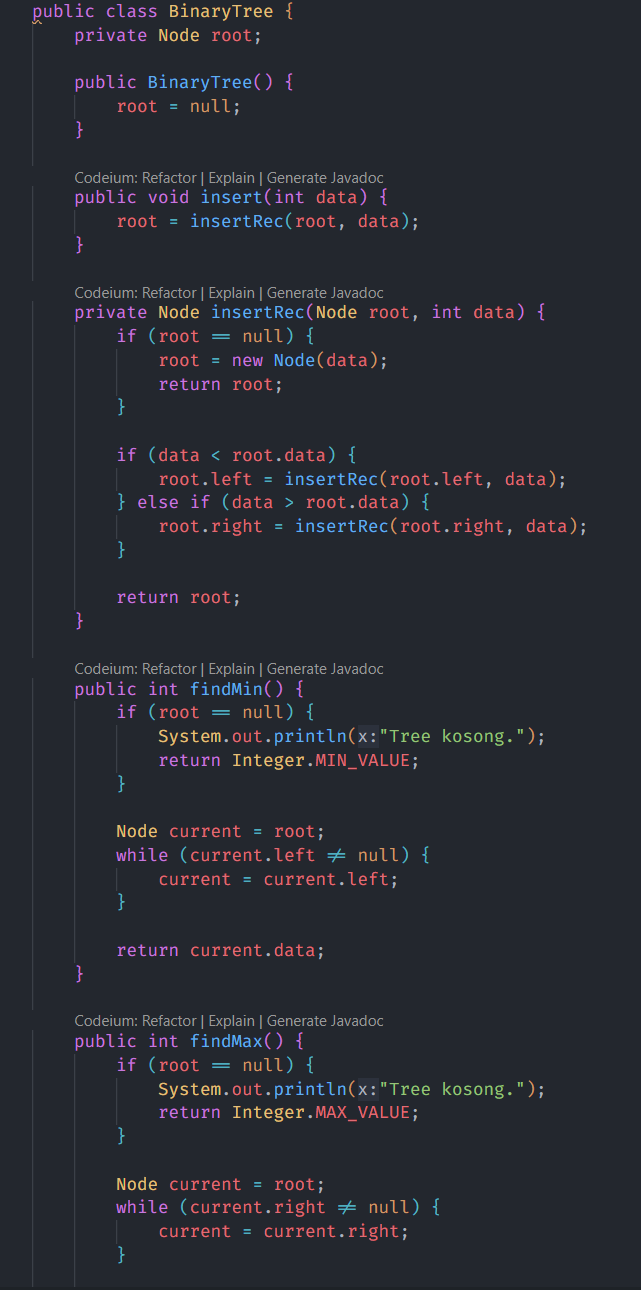 public class BinaryTree {
    private Node root;

    public BinaryTree() {
        root = null;
    }

    Codeium: Refactor | Explain | Generate Javadoc
    public void insert(int data) {
        root = insertRec(root, data);
    }

    Codeium: Refactor | Explain | Generate Javadoc
    private Node insertRec(Node root, int data) {
        if (root == null) {
            root = new Node(data);
            return root;
        }

        if (data < root.data) {
            root.left = insertRec(root.left, data);
        } else if (data > root.data) {
            root.right = insertRec(root.right, data);
        }

        return root;
    }

    Codeium: Refactor | Explain | Generate Javadoc
    public int findMin() {
        if (root == null) {
            System.out.println(x:"Tree kosong.");
            return Integer.MIN_VALUE;
        }

        Node current = root;
        while (current.left != null) {
            current = current.left;
        }

        return current.data;
    }

    Codeium: Refactor | Explain | Generate Javadoc
    public int findMax() {
        if (root == null) {
            System.out.println(x:"Tree kosong.");
            return Integer.MAX_VALUE;
        }

        Node current = root;
        while (current.right != null) {
            current = current.right;
        }